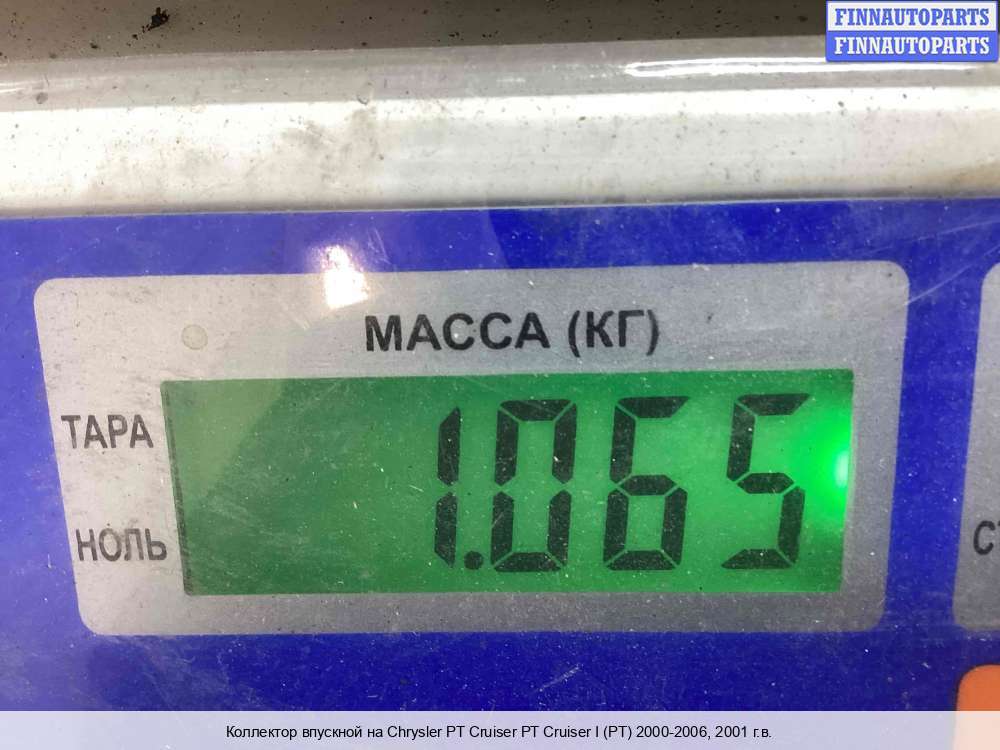 FINNAUTOPARTS
FINNAUTOPARTS
МАССА (КГ)
ТАРА
1.065
НОЛЬ
Коллектор впускной на Chrysler PT Cruiser PT Cruiser I (PT) 2000-2006, 2001 г.в.